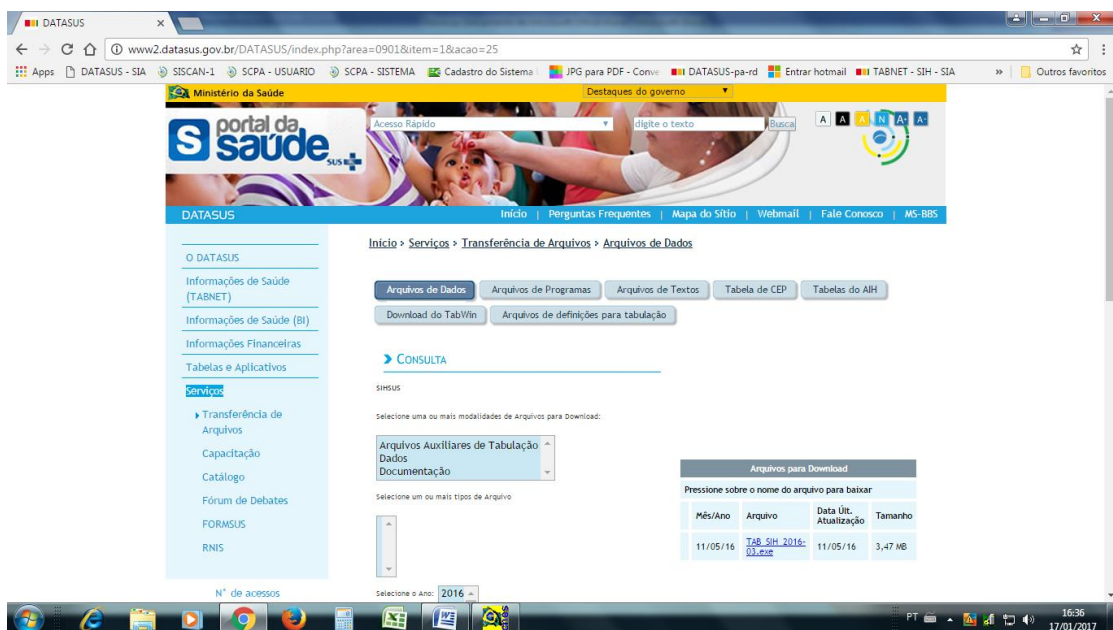 DATASUS
www2.datasus.gov.br/DATASUS/index.php?area=0901&item=1&acao=25
Apps DATASUS - SIA SISCAN-1 SCPA - USUARIO SCPA - SISTEMA Cadastro do Sistema JPG para PDF - Conve DATASUS-pa-rd Entrar hotmail TABNET - SIH - SIA » Outros favoritos
Ministério da Saúde
Destaques do governo
portal da
saúde
SUS
Acesso Rápido
digite o texto
Busca
A A A N A+ A-
DATASUS
Início | Perguntas Frequentes | Mapa do Sítio | Webmail | Fale Conosco | MS-BBS
O DATASUS
Informações de Saúde
(TABNET)
Informações de Saúde (BI)
Informações Financeiras
Tabelas e Aplicativos
Serviços
Transferência de
Arquivos
Capacitação
Catálogo
Fórum de Debates
FORMSUS
RNIS
N° de acessos
Início > Serviços > Transferência de Arquivos > Arquivos de Dados
Arquivos de Dados Arquivos de Programas Arquivos de Textos Tabela de CEP Tabelas do AIH
Download do TabWin Arquivos de definições para tabulação
CONSULTA
SIHSUS
Selecione uma ou mais modalidades de Arquivos para Download:
Arquivos Auxiliares de Tabulação
Dados
Documentação
Selecione um ou mais tipos de Arquivo
Selecione o Ano: 2016
Arquivos para Download
Pressione sobre o nome do arquivo para baixar
Mês/Ano Arquivo Data Últ. Atualização Tamanho
11/05/16 TAB_SIH_2016-03.exe 11/05/16 3,47 MB
PT
16:36
17/01/2017